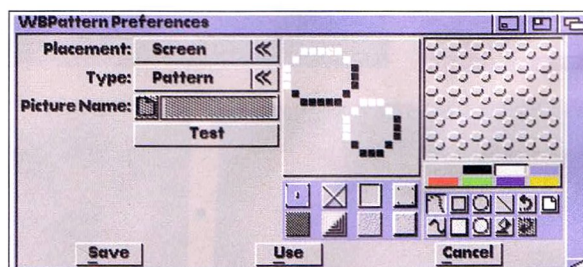 WBPattern Preferences
Placement: Screen
Type: Pattern
Picture Name:
Test
Save Use Cancel